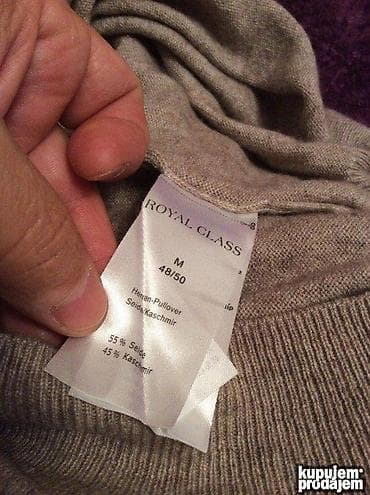 ROYAL CLASS
M
48/50
Herren-Pullover
Seide/Kaschmir
55% Seide
45% Kaschmir
kupujem
prodajem